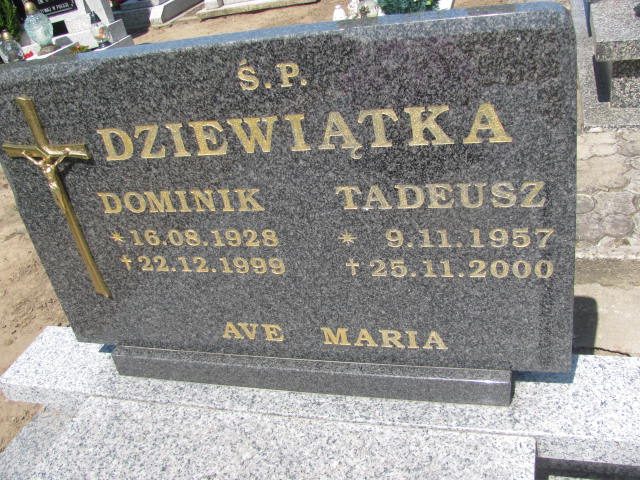 Ś.P.
DZIEWIĄTKA
DOMINIK TADEUSZ
*16.08.1928 * 9.11.1957
†22.12.1999 †25.11.2000
AVE MARIA